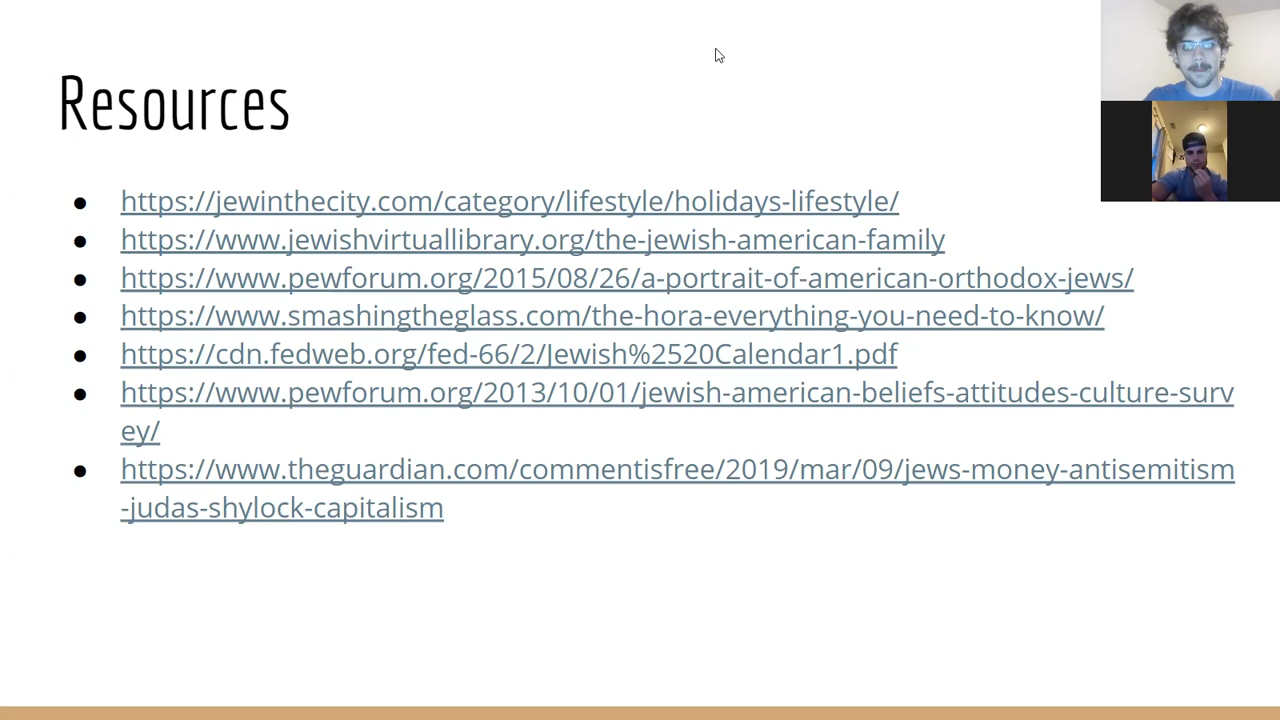 Resources
https://jewinthecity.com/category/lifestyle/holidays-lifestyle/
https://www.jewishvirtuallibrary.org/the-jewish-american-family
https://www.pewforum.org/2015/08/26/a-portrait-of-american-orthodox-jews/
https://www.smashingtheglass.com/the-hora-everything-you-need-to-know/
https://cdn.fedweb.org/fed-66/2/Jewish%2520Calendar1.pdf
https://www.pewforum.org/2013/10/01/jewish-american-beliefs-attitudes-culture-surv
ey/
https://www.theguardian.com/commentisfree/2019/mar/09/jews-money-antisemitism
-judas-shylock-capitalism